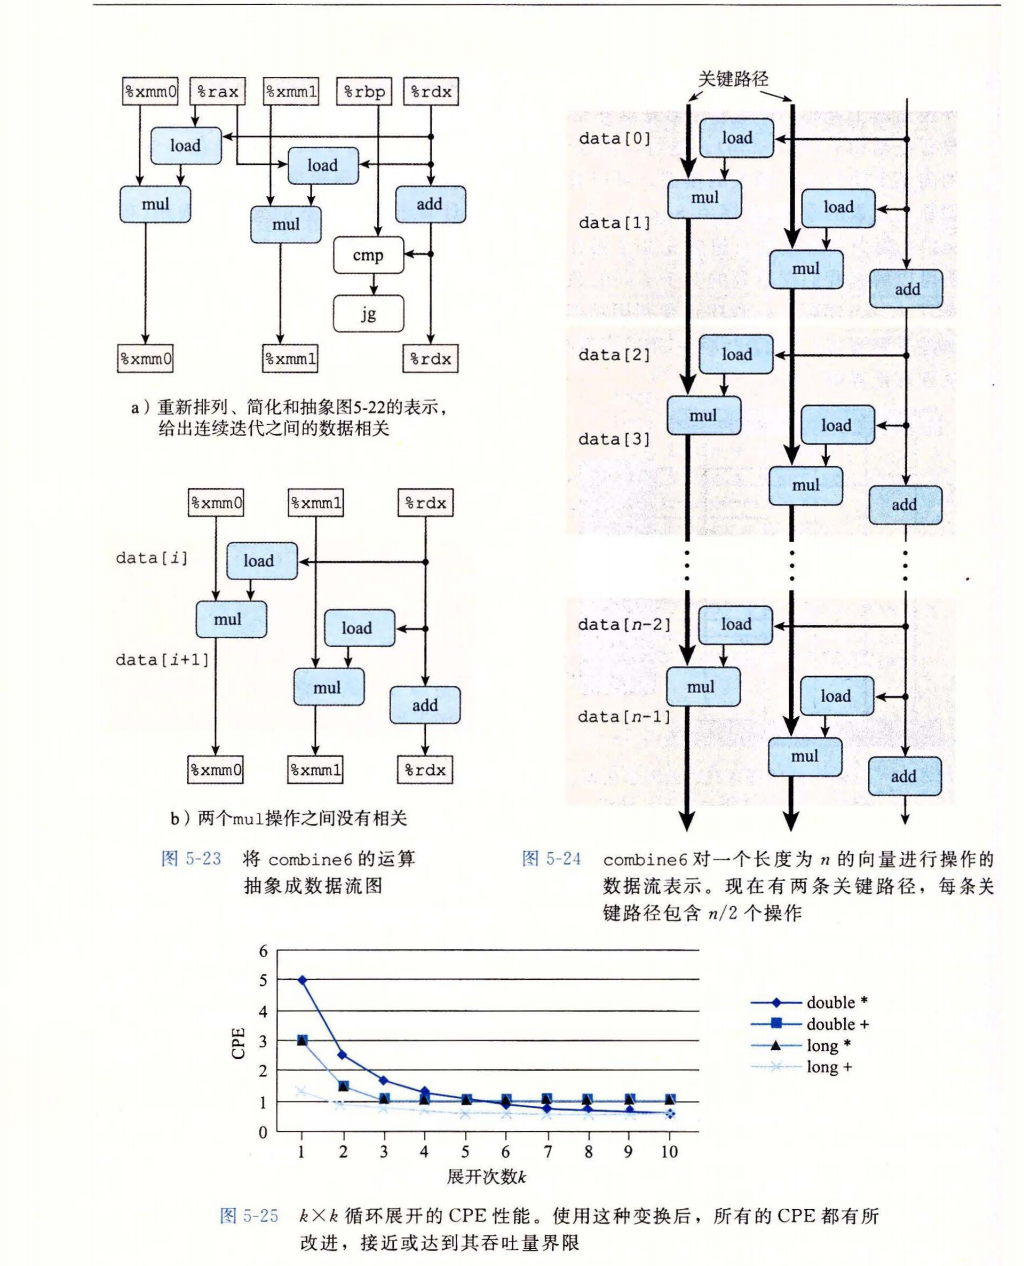 %xmm0 %rax %xmm1 %rbp %rdx
load
load
mul
mul
add
cmp
jg
%xmm0 %xmm1 %rdx
a）重新排列、简化和抽象图5-22的表示，
给出连续迭代之间的数据相关
%xmm0 %xmm1 %rdx
data[i]
load
mul
load
data[i+1]
mul
add
%xmm0 %xmm1 %rdx
b）两个mul操作之间没有相关
图 5-23 将 combine6 的运算
抽象成数据流图
关键路径
data[0]
load
mul
load
data[1]
mul
add
data[2]
load
mul
load
data[3]
mul
add
data[n-2]
load
mul
load
data[n-1]
mul
add
图 5-24 combine6 对一个长度为 n 的向量进行操作的
数据流表示。现在有两条关键路径，每条关
键路径包含 n/2 个操作
CPE
6
5
4
3
2
1
0
1 2 3 4 5 6 7 8 9 10
展开次数k
double *
double +
long *
long +
图 5-25 k×k 循环展开的 CPE 性能。使用这种变换后，所有的 CPE 都有所
改进，接近或达到其吞吐量界限